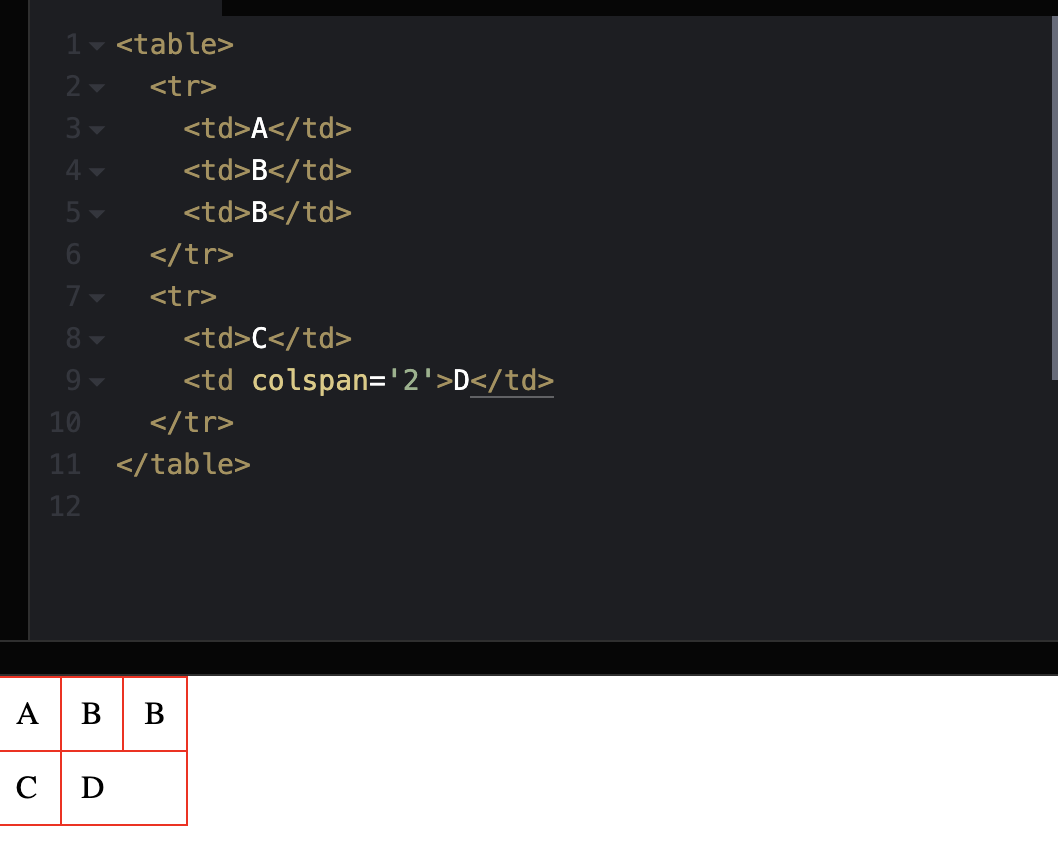 1 <table>
2 <tr>
3 <td>A</td>
4 <td>B</td>
5 <td>B</td>
6 </tr>
7 <tr>
8 <td>C</td>
9 <td colspan='2'>D</td>
10 </tr>
11 </table>
12
A B B
C D